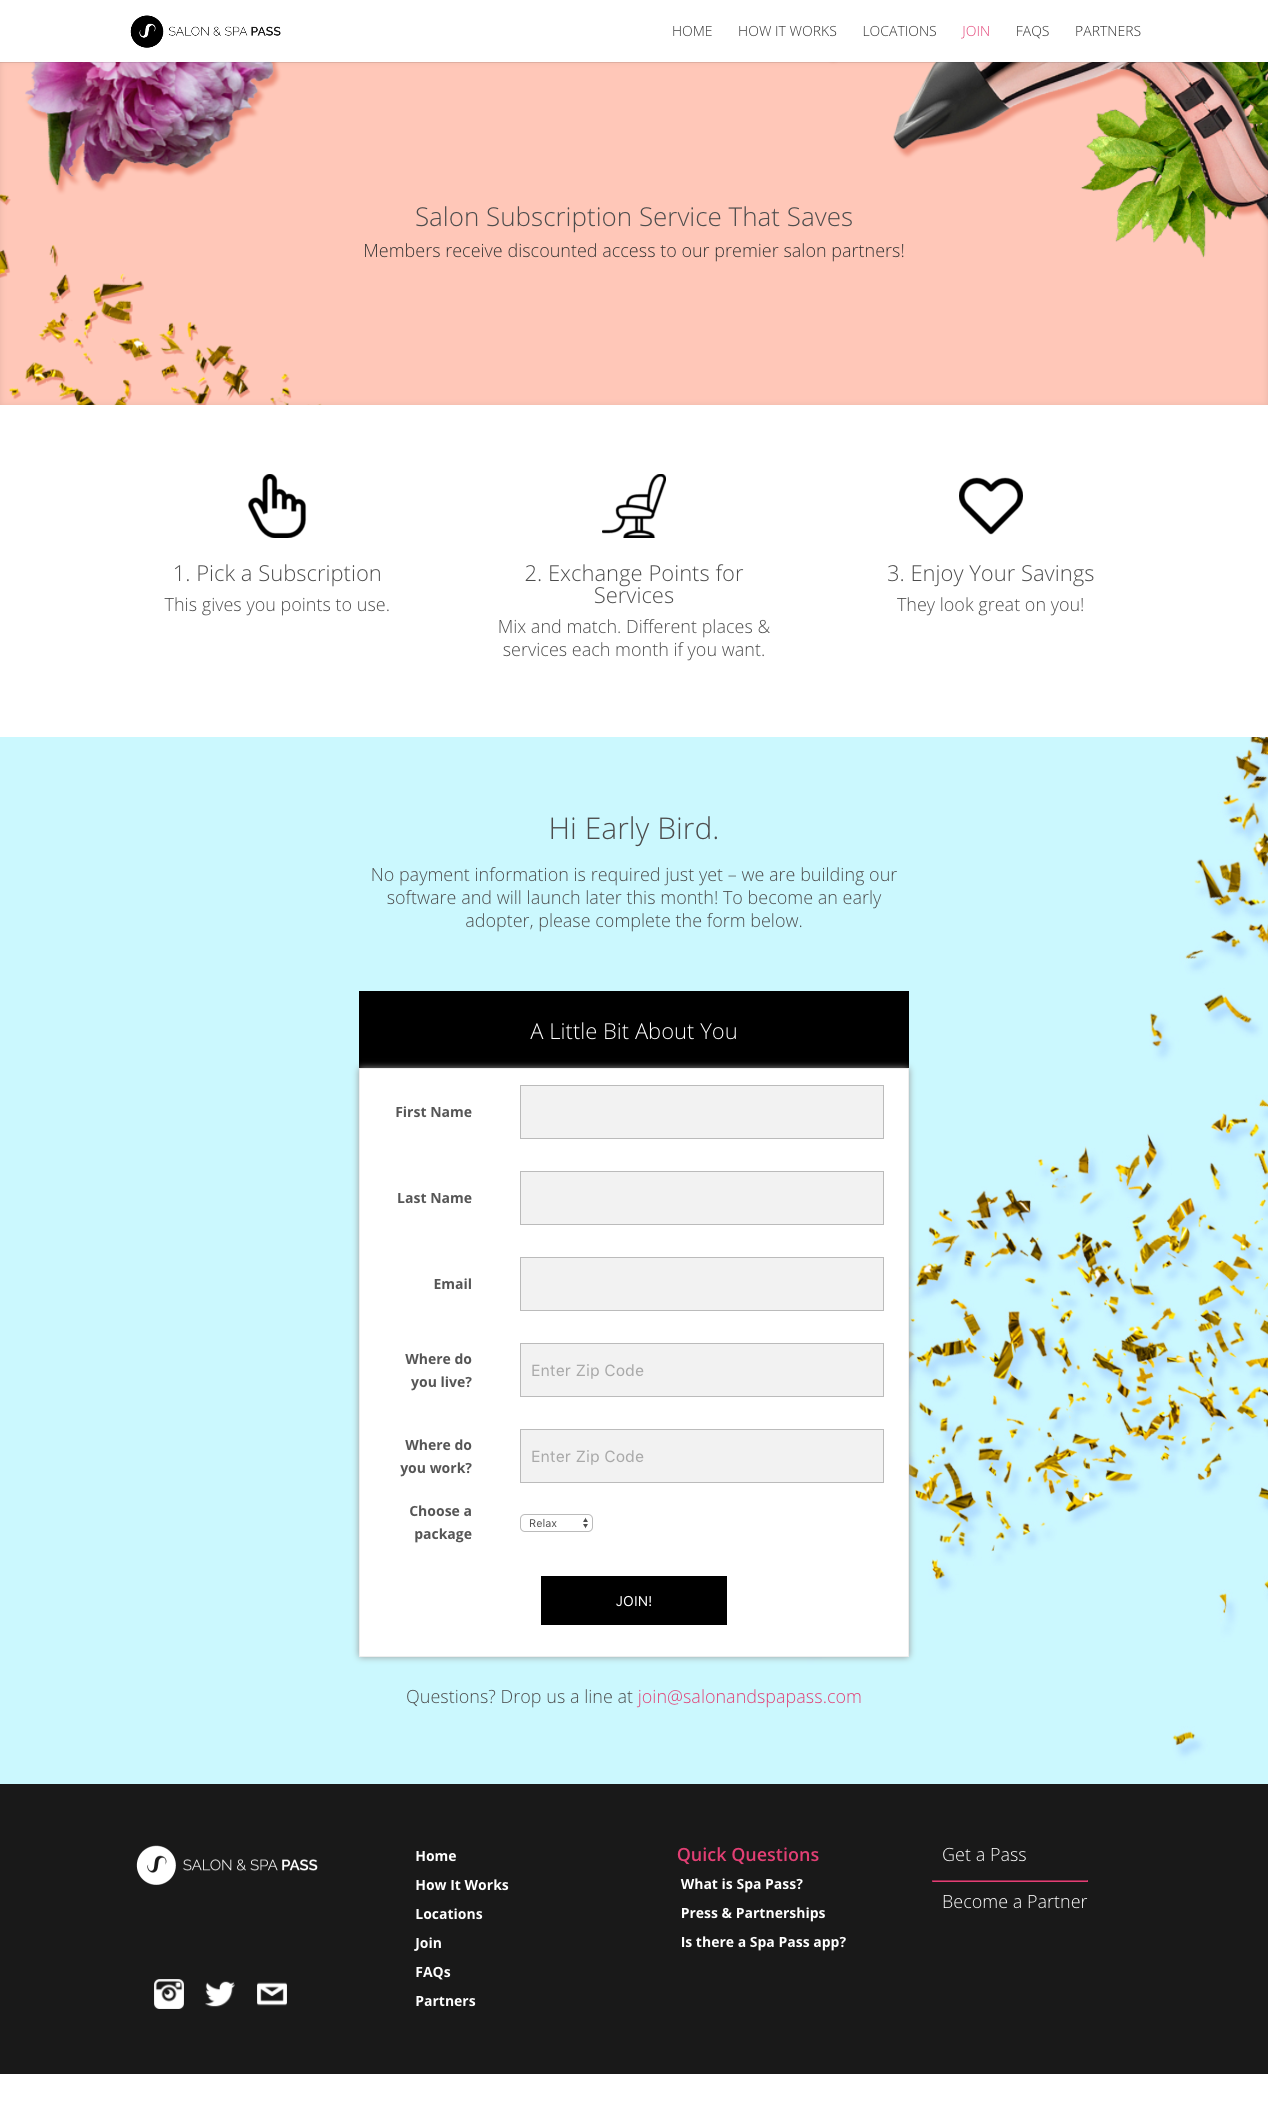 SALON & SPA PASS
HOME HOW IT WORKS LOCATIONS JOIN FAQS PARTNERS
Salon Subscription Service That Saves
Members receive discounted access to our premier salon partners!
1. Pick a Subscription
This gives you points to use.
2. Exchange Points for
Services
Mix and match. Different places &
services each month if you want.
3. Enjoy Your Savings
They look great on you!
Hi Early Bird.
No payment information is required just yet – we are building our
software and will launch later this month! To become an early
adopter, please complete the form below.
A Little Bit About You
First Name
Last Name
Email
Where do
you live?
Enter Zip Code
Where do
you work?
Enter Zip Code
Choose a
package
Relax
JOIN!
Questions? Drop us a line at join@salonandspapass.com
SALON & SPA PASS
Home
How It Works
Locations
Join
FAQs
Partners
Quick Questions
What is Spa Pass?
Press & Partnerships
Is there a Spa Pass app?
Get a Pass
Become a Partner